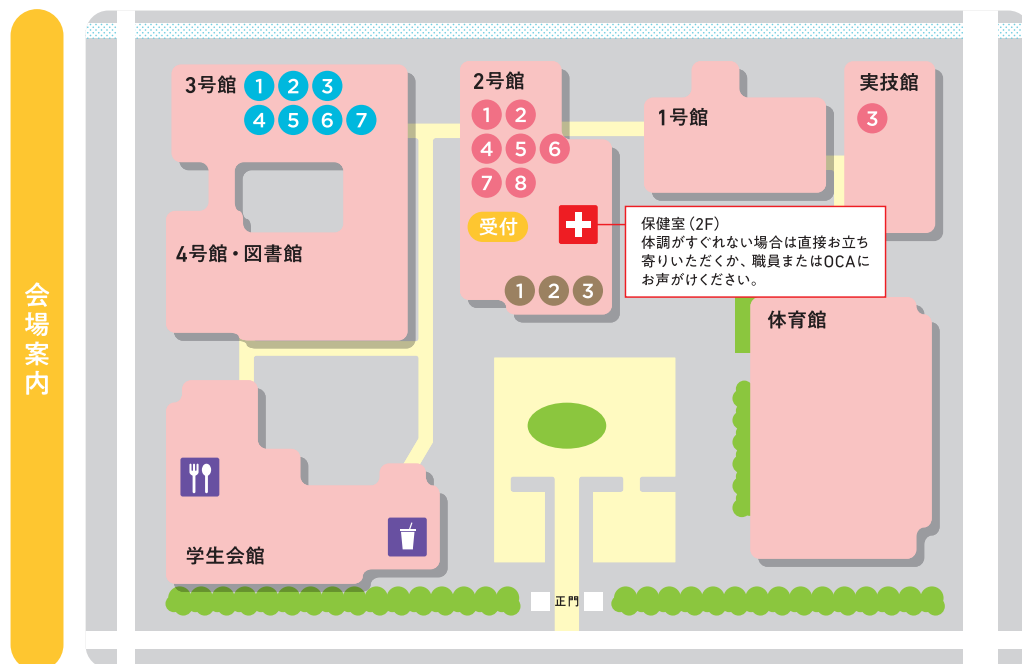 会場案内
3号館 1 2 3
4 5 6 7
4号館・図書館
2号館
1 2
4 5 6
7 8
受付
1 2 3
1号館
実技館
3
保健室(2F)
体調がすぐれない場合は直接お立ち
寄りいただくか、職員またはOCAに
お声がけください。
体育館
学生会館
正門